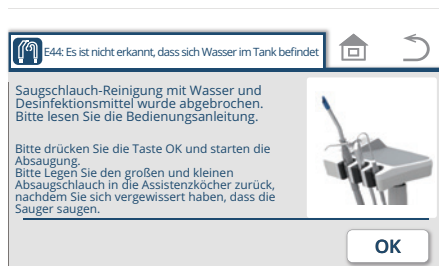 E44: Es ist nicht erkannt, dass sich Wasser im Tank befindet
Saugschlauch-Reinigung mit Wasser und
Desinfektionsmittel wurde abgebrochen.
Bitte lesen Sie die Bedienungsanleitung.
Bitte drücken Sie die Taste OK und starten die
Absaugung.
Bitte Legen Sie den großen und kleinen
Absaugschlauch in die Assistenzköcher zurück,
nachdem Sie sich vergewissert haben, dass die
Sauger saugen.
OK